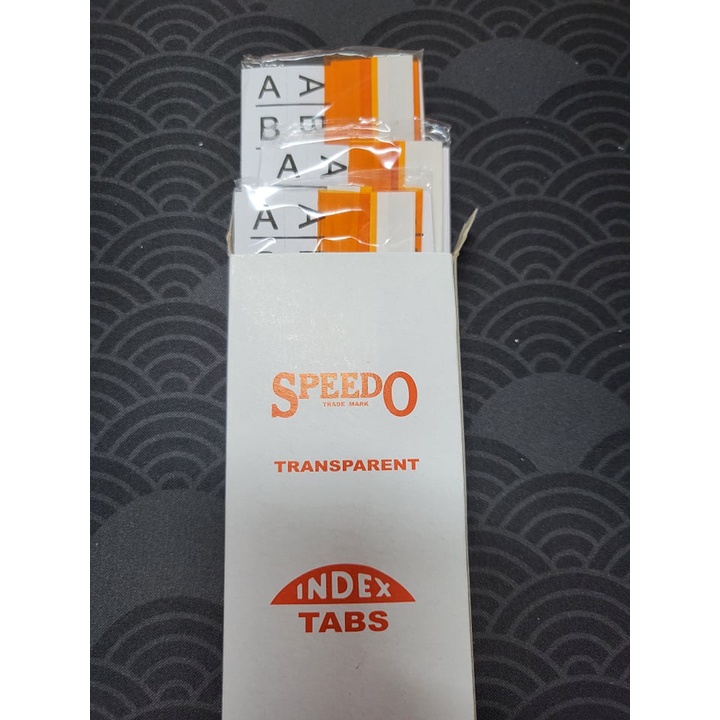 A A
B B
A A
A A
SPEEDO
TRADE MARK
TRANSPARENT
INDEX
TABS